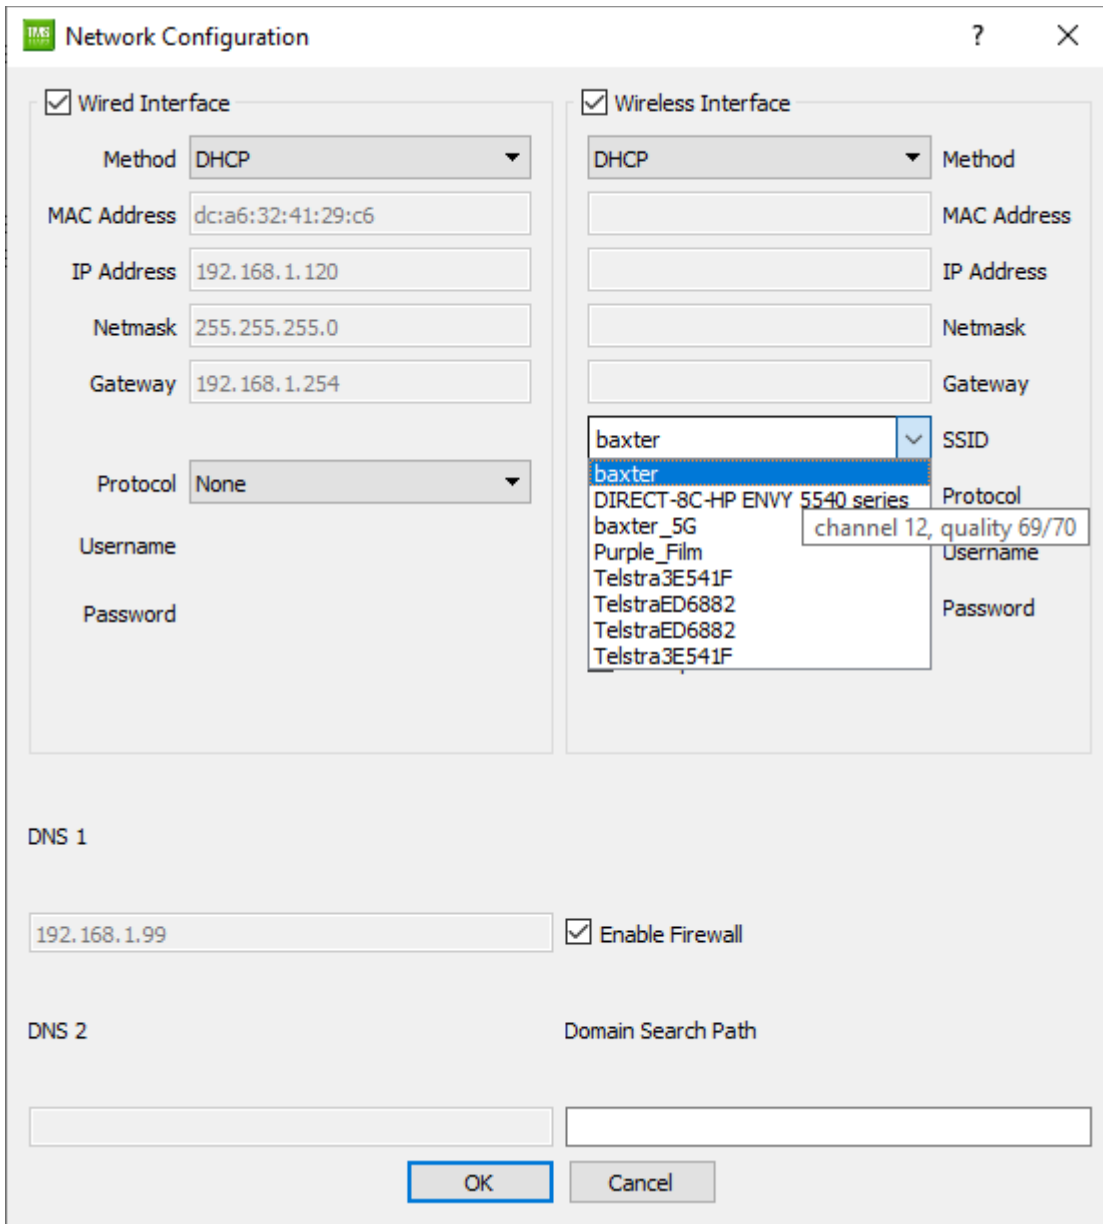 TMS
Network Configuration
?
Wired Interface
Method DHCP
MAC Address dc:a6:32:41:29:c6
IP Address 192.168.1.120
Netmask 255.255.255.0
Gateway 192.168.1.254
Protocol None
Username
Password
Wireless Interface
DHCP Method
MAC Address
IP Address
Netmask
Gateway
baxter SSID
baxter
DIRECT-8C-HP ENVY 5540 series Protocol
baxter_5G channel 12, quality 69/70
Purple_Film Username
Telstra3E541F
TelstraED6882 Password
TelstraED6882
Telstra3E541F
DNS 1
192.168.1.99 Enable Firewall
DNS 2 Domain Search Path
OK Cancel